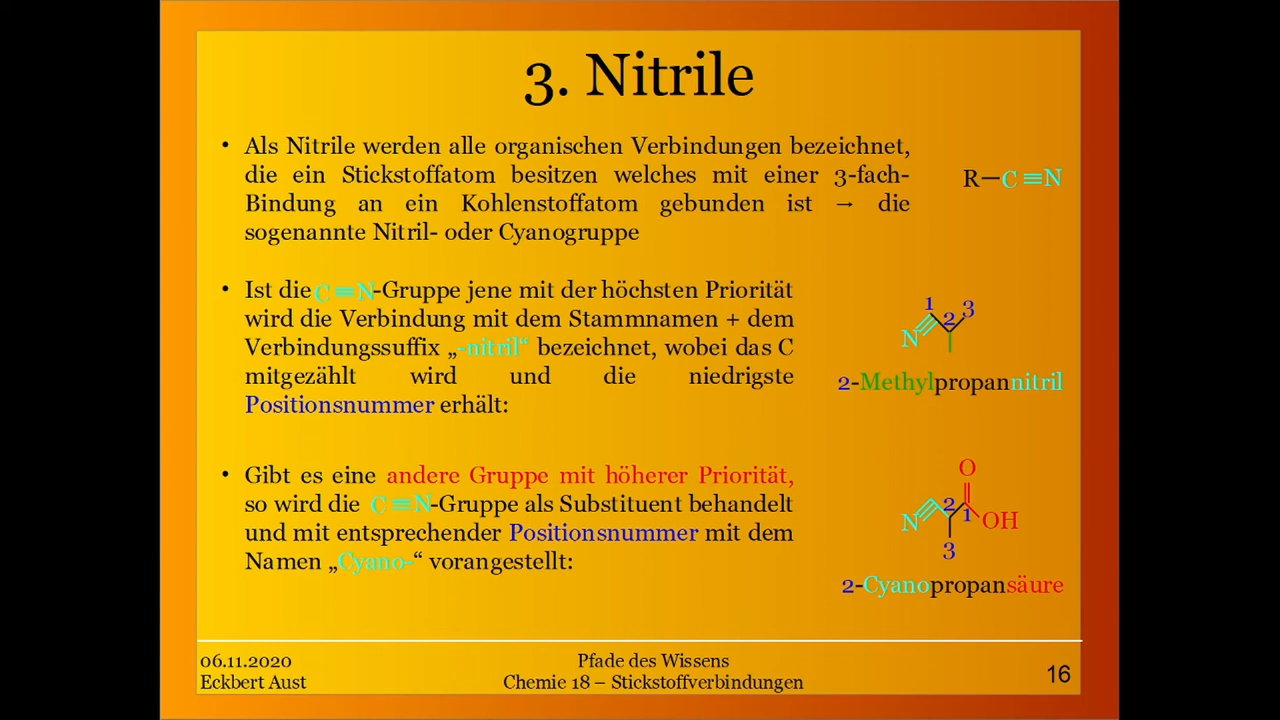 3. Nitrile
• Als Nitrile werden alle organischen Verbindungen bezeichnet,
die ein Stickstoffatom besitzen welches mit einer 3-fach-
Bindung an ein Kohlenstoffatom gebunden ist → die
sogenannte Nitril- oder Cyanogruppe
R—C≡N
• Ist die C≡N-Gruppe jene mit der höchsten Priorität
wird die Verbindung mit dem Stammnamen + dem
Verbindungssuffix „-nitril“ bezeichnet, wobei das C
mitgezählt wird und die niedrigste
Positionsnummer erhält:
1 3
2
N
2-Methylpropannitril
• Gibt es eine andere Gruppe mit höherer Priorität,
so wird die C≡N-Gruppe als Substituent behandelt
und mit entsprechender Positionsnummer mit dem
Namen „Cyano-“ vorangestellt:
O
2
N 1 OH
3
2-Cyanopropansäure
06.11.2020
Eckbert Aust
Pfade des Wissens
Chemie 18 – Stickstoffverbindungen
16